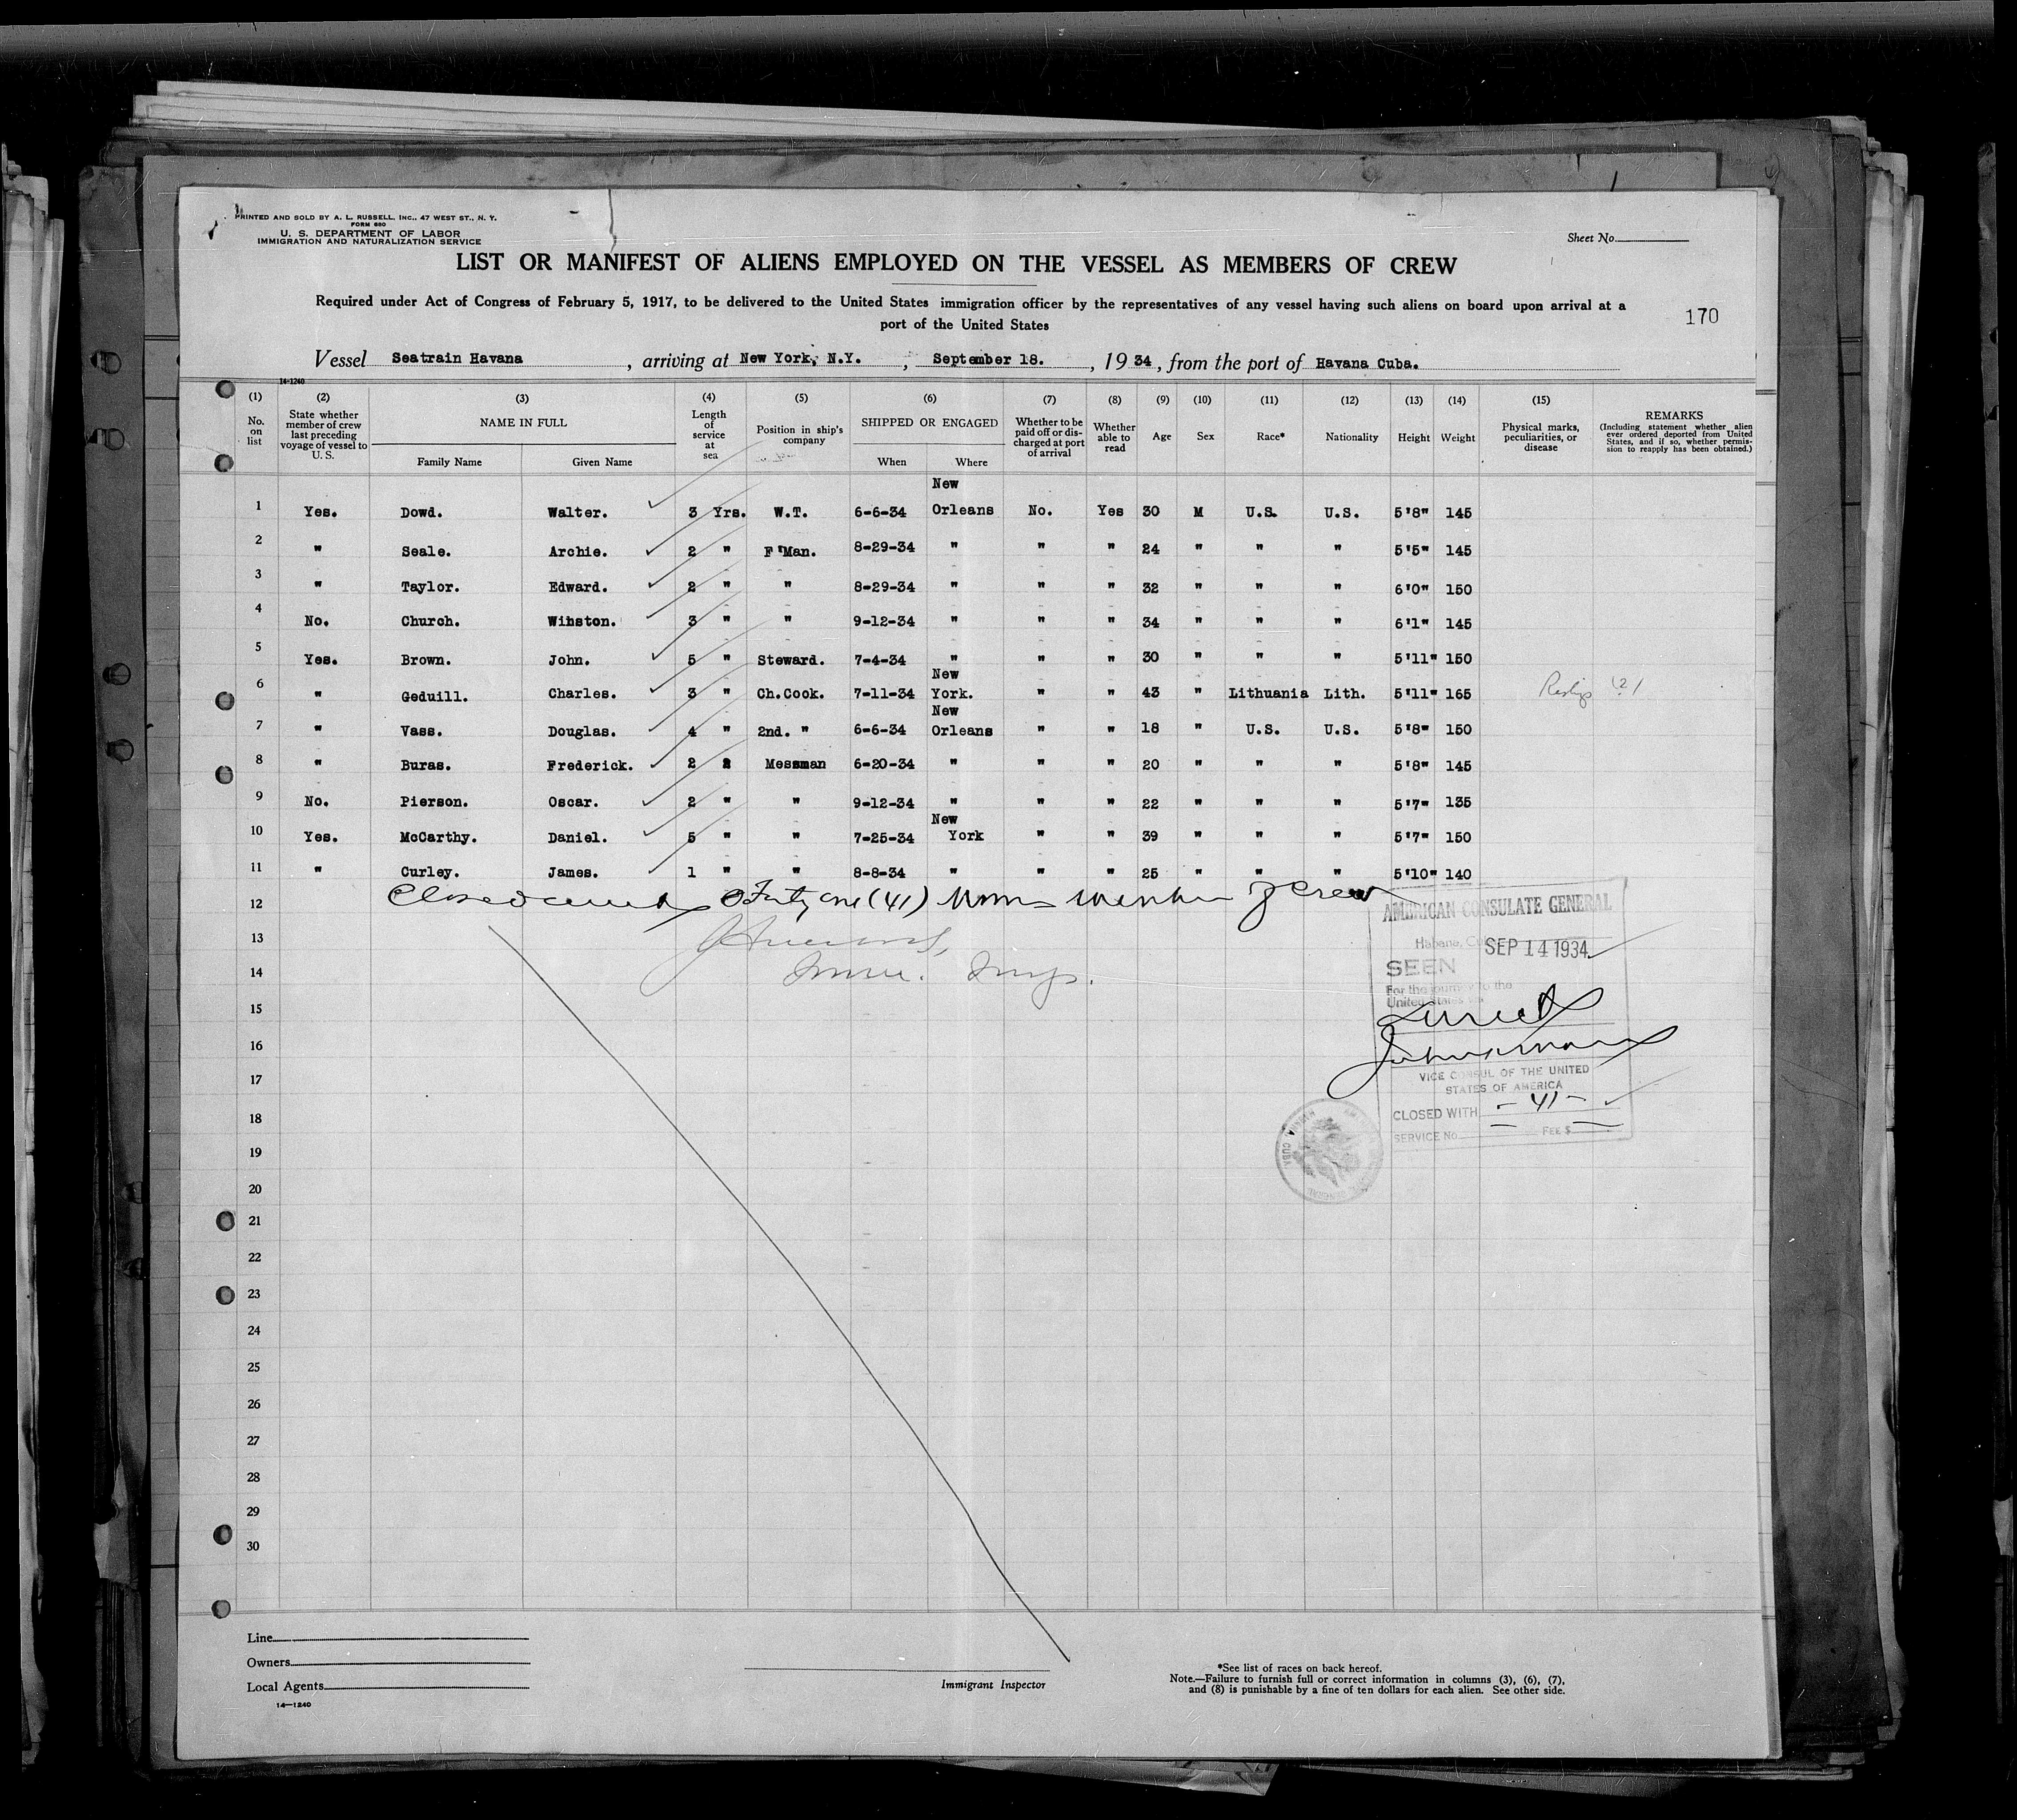 PRINTED AND SOLD BY A. L. RUSSELL, INC., 47 WEST ST., N. Y.
FORM 680
U. S. DEPARTMENT OF LABOR
IMMIGRATION AND NATURALIZATION SERVICE
Sheet No.
LIST OR MANIFEST OF ALIENS EMPLOYED ON THE VESSEL AS MEMBERS OF CREW
Required under Act of Congress of February 5, 1917, to be delivered to the United States immigration officer by the representatives of any vessel having such aliens on board upon arrival at a
port of the United States
170
Vessel Seatrain Havana, arriving at New York, N.Y., September 18., 1934, from the port of Havana Cuba.
14-1240
(1) (2) (3) (4) (5) (6) (7) (8) (9) (10) (11) (12) (13) (14) (15)
No. on list State whether member of crew last preceding voyage of vessel to U. S. NAME IN FULL Family Name Given Name Length of service at sea Position in ship's company SHIPPED OR ENGAGED When Where Whether to be paid off or discharged at port of arrival Whether able to read Age Sex Race* Nationality Height Weight Physical marks, peculiarities, or disease REMARKS (Including statement whether alien ever ordered deported from United States, and if so, whether permission to reapply has been obtained.)
1 Yes. Dowd. Walter. 3 Yrs. W.T. 6-6-34 New Orleans No. Yes 30 M U.S. U.S. 5'8" 145
2 " Seale. Archie. 2 " F'Man. 8-29-34 " " " 24 " " " 5'5" 145
3 " Taylor. Edward. 2 " " 8-29-34 " " " 32 " " " 6'0" 150
4 No. Church. Winston. 3 " " 9-12-34 " " " 34 " " " 6'1" 145
5 Yes. Brown. John. 5 " Steward. 7-4-34 " " " 30 " " " 5'11" 150
6 " Geduill. Charles. 3 " Ch.Cook. 7-11-34 New York. " " 43 " Lithuania Lith. 5'11" 165
7 " Vass. Douglas. 4 " 2nd. " 6-6-34 New Orleans " " 18 " U.S. U.S. 5'8" 150
8 " Buras. Frederick. 2 " Messman 6-20-34 " " " 20 " " " 5'8" 145
9 No. Pierson. Oscar. 2 " " 9-12-34 " " " 22 " " " 5'7" 135
10 Yes. McCarthy. Daniel. 5 " " 7-25-34 New York " " 39 " " " 5'7" 150
11 " Curley. James. 1 " " 8-8-34 " " " 25 " " " 5'10" 140
12 Forty one (41) crew
13
14
15
16
17
18
19
20
21
22
23
24
25
26
27
28
29
30
AMERICAN CONSULATE GENERAL
Habana, Cuba SEP 14 1934
SEEN
For the journey to the
United States
VICE CONSUL OF THE UNITED
STATES OF AMERICA
CLOSED WITH - 41 -
SERVICE No. FEE $
Line
Owners
Local Agents
14-1240
Immigrant Inspector
*See list of races on back hereof.
Note.—Failure to furnish full or correct information in columns (3), (6), (7),
and (8) is punishable by a fine of ten dollars for each alien. See other side.